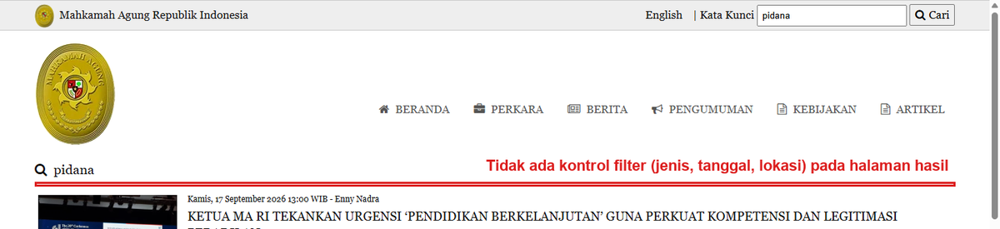 Mahkamah Agung Republik Indonesia
English | Kata Kunci pidana Cari
MAHKAMAH AGUNG
BERANDA PERKARA BERITA PENGUMUMAN KEBIJAKAN ARTIKEL
pidana
Tidak ada kontrol filter (jenis, tanggal, lokasi) pada halaman hasil
Kamis, 17 September 2026 13:00 WIB - Enny Nadra
KETUA MA RI TEKANKAN URGENSI ‘PENDIDIKAN BERKELANJUTAN’ GUNA PERKUAT KOMPETENSI DAN LEGITIMASI